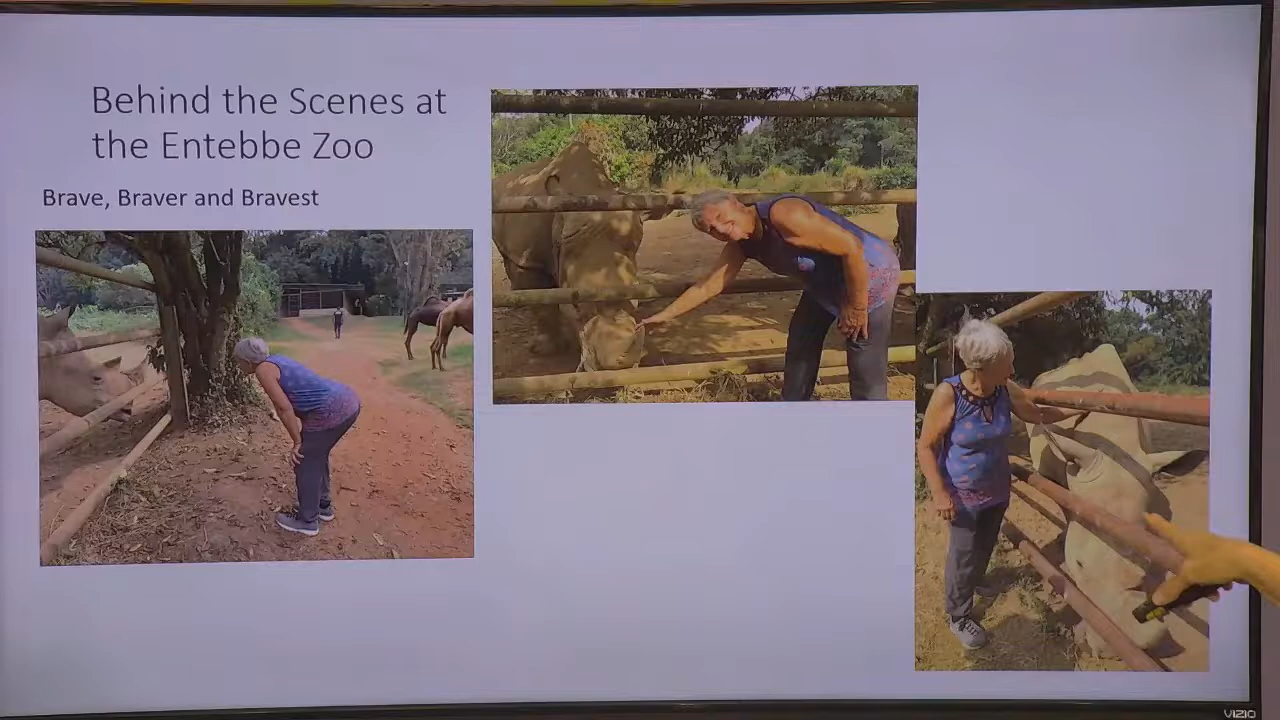 Behind the Scenes at
the Entebbe Zoo
Brave, Braver and Bravest
VIZIO